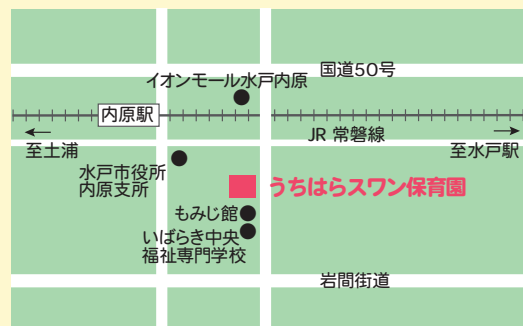 国道50号
イオンモール水戸内原
内原駅
JR 常磐線
至土浦
至水戸駅
水戸市役所
内原支所
うちはらスワン保育園
もみじ館
いばらき中央
福祉専門学校
岩間街道